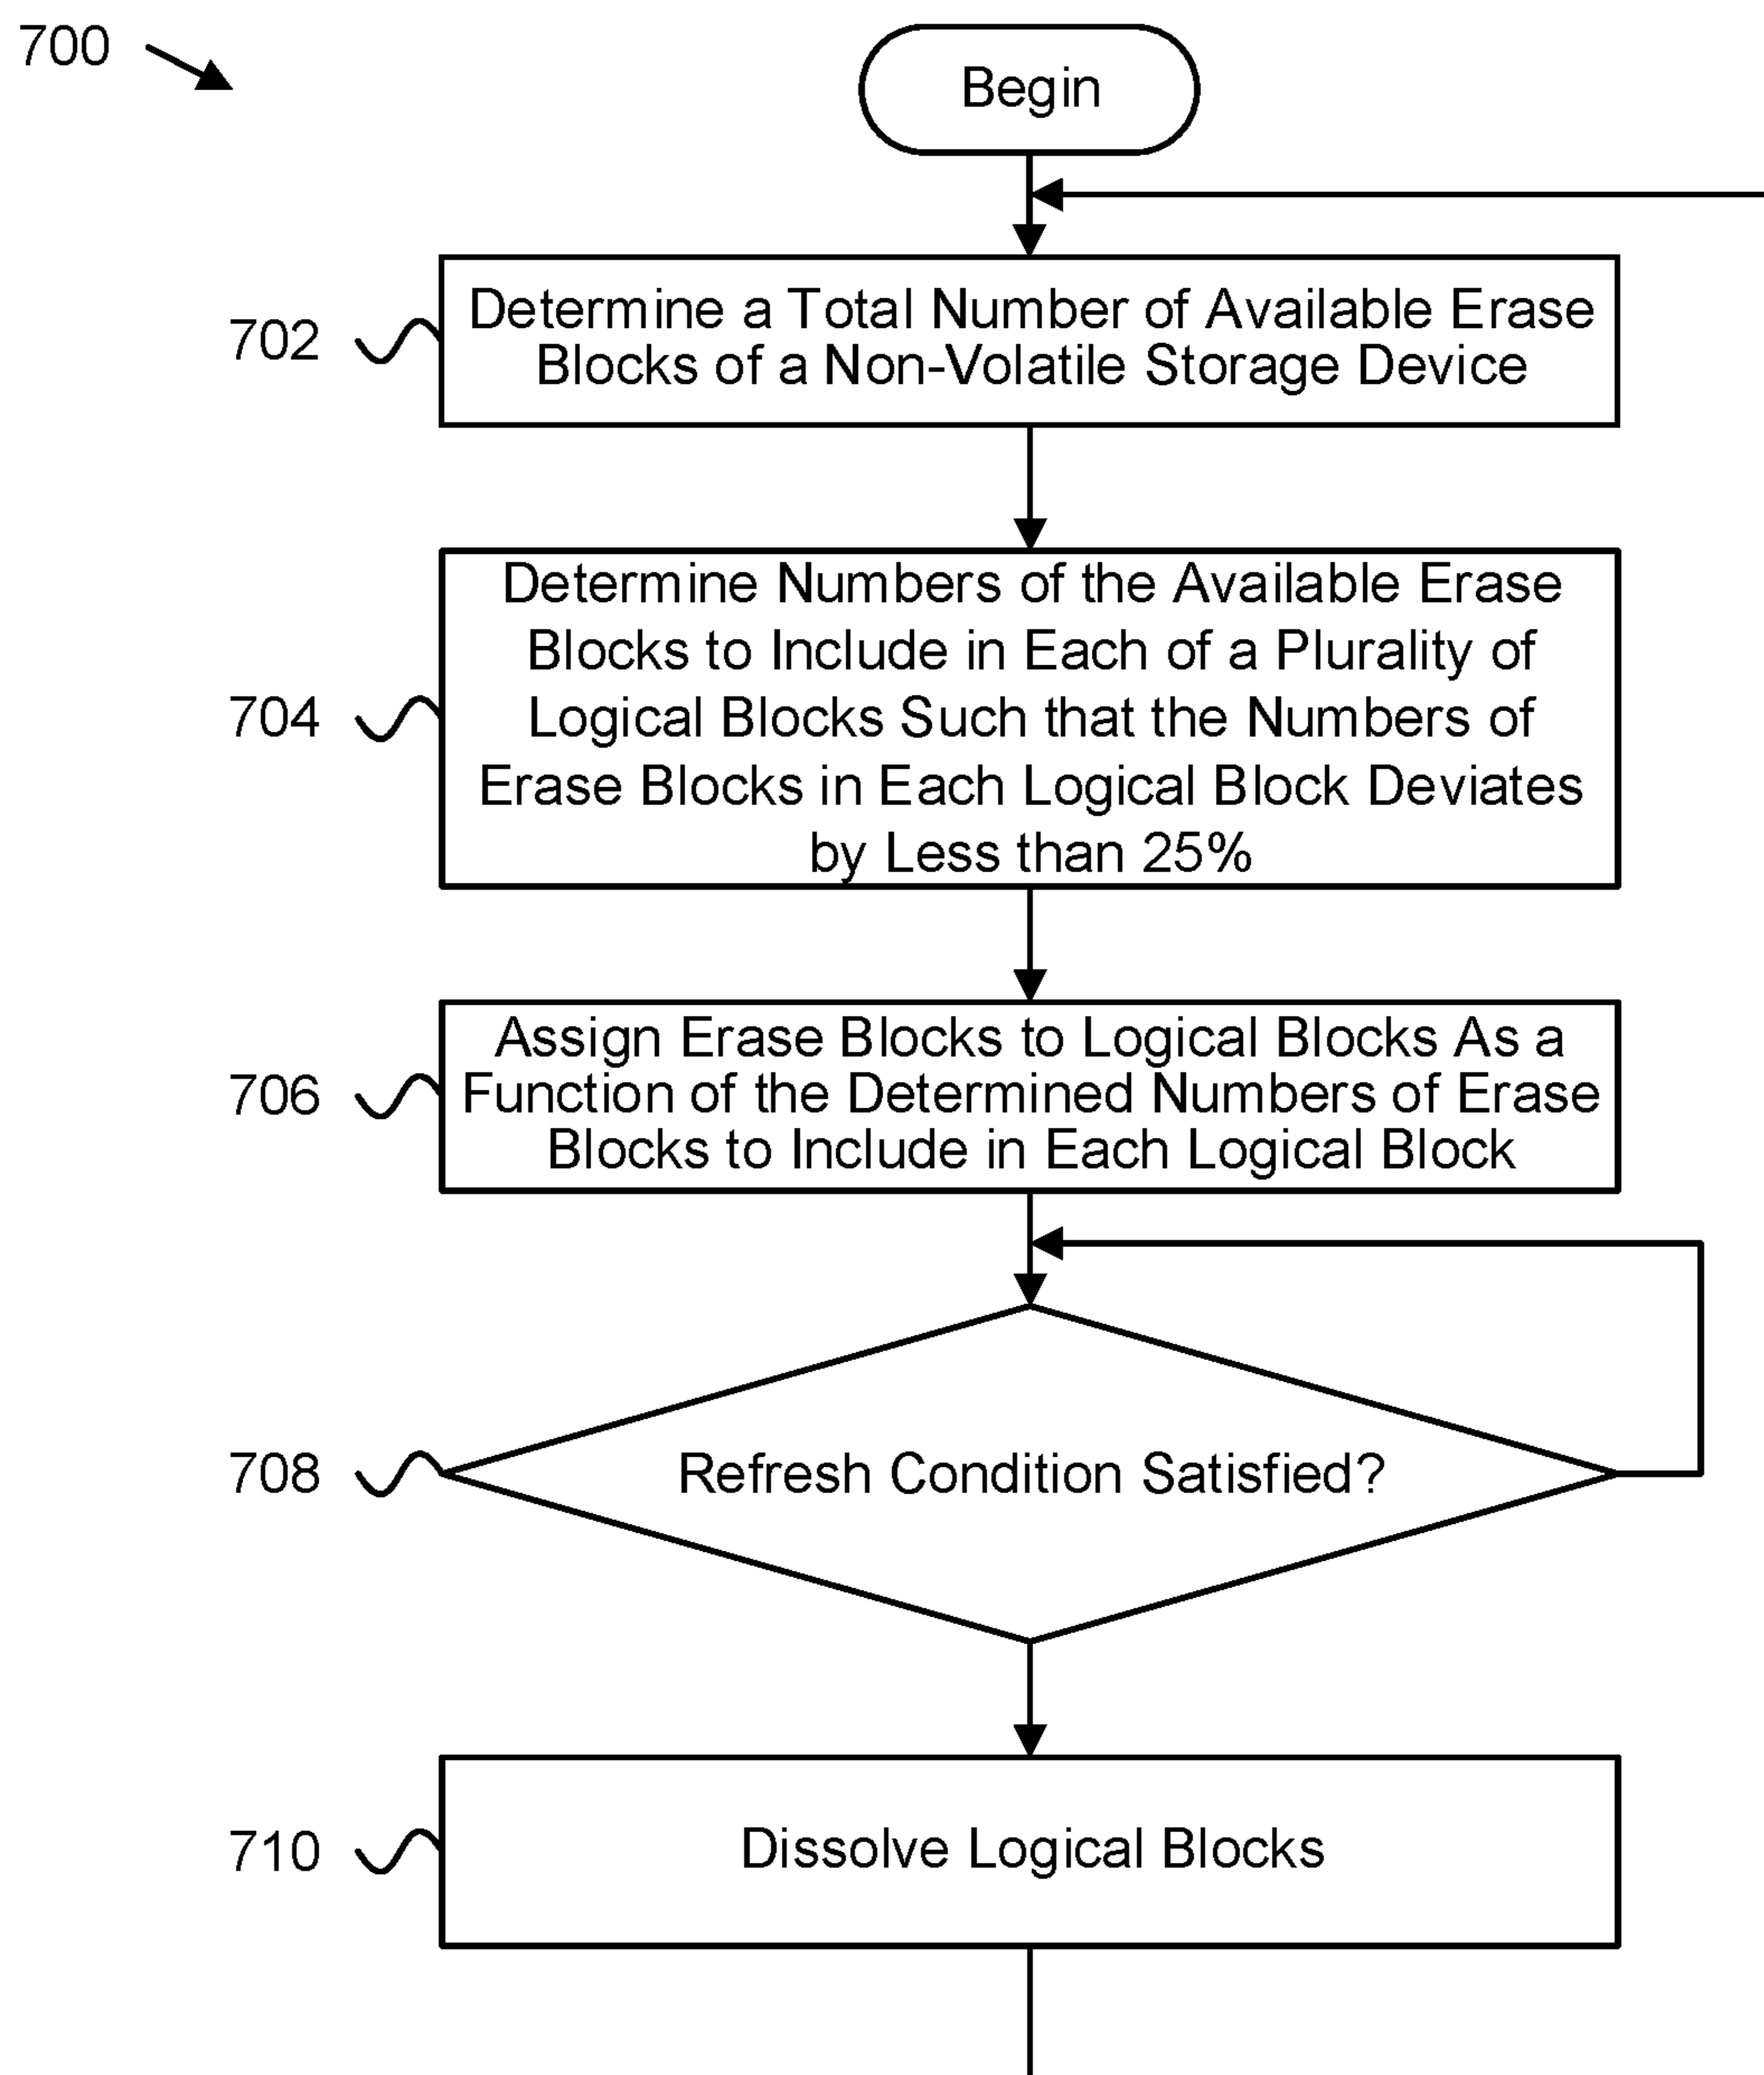 700
Begin
702
Determine a Total Number of Available Erase
Blocks of a Non-Volatile Storage Device
704
Determine Numbers of the Available Erase
Blocks to Include in Each of a Plurality of
Logical Blocks Such that the Numbers of
Erase Blocks in Each Logical Block Deviates
by Less than 25%
706
Assign Erase Blocks to Logical Blocks As a
Function of the Determined Numbers of Erase
Blocks to Include in Each Logical Block
708
Refresh Condition Satisfied?
710
Dissolve Logical Blocks